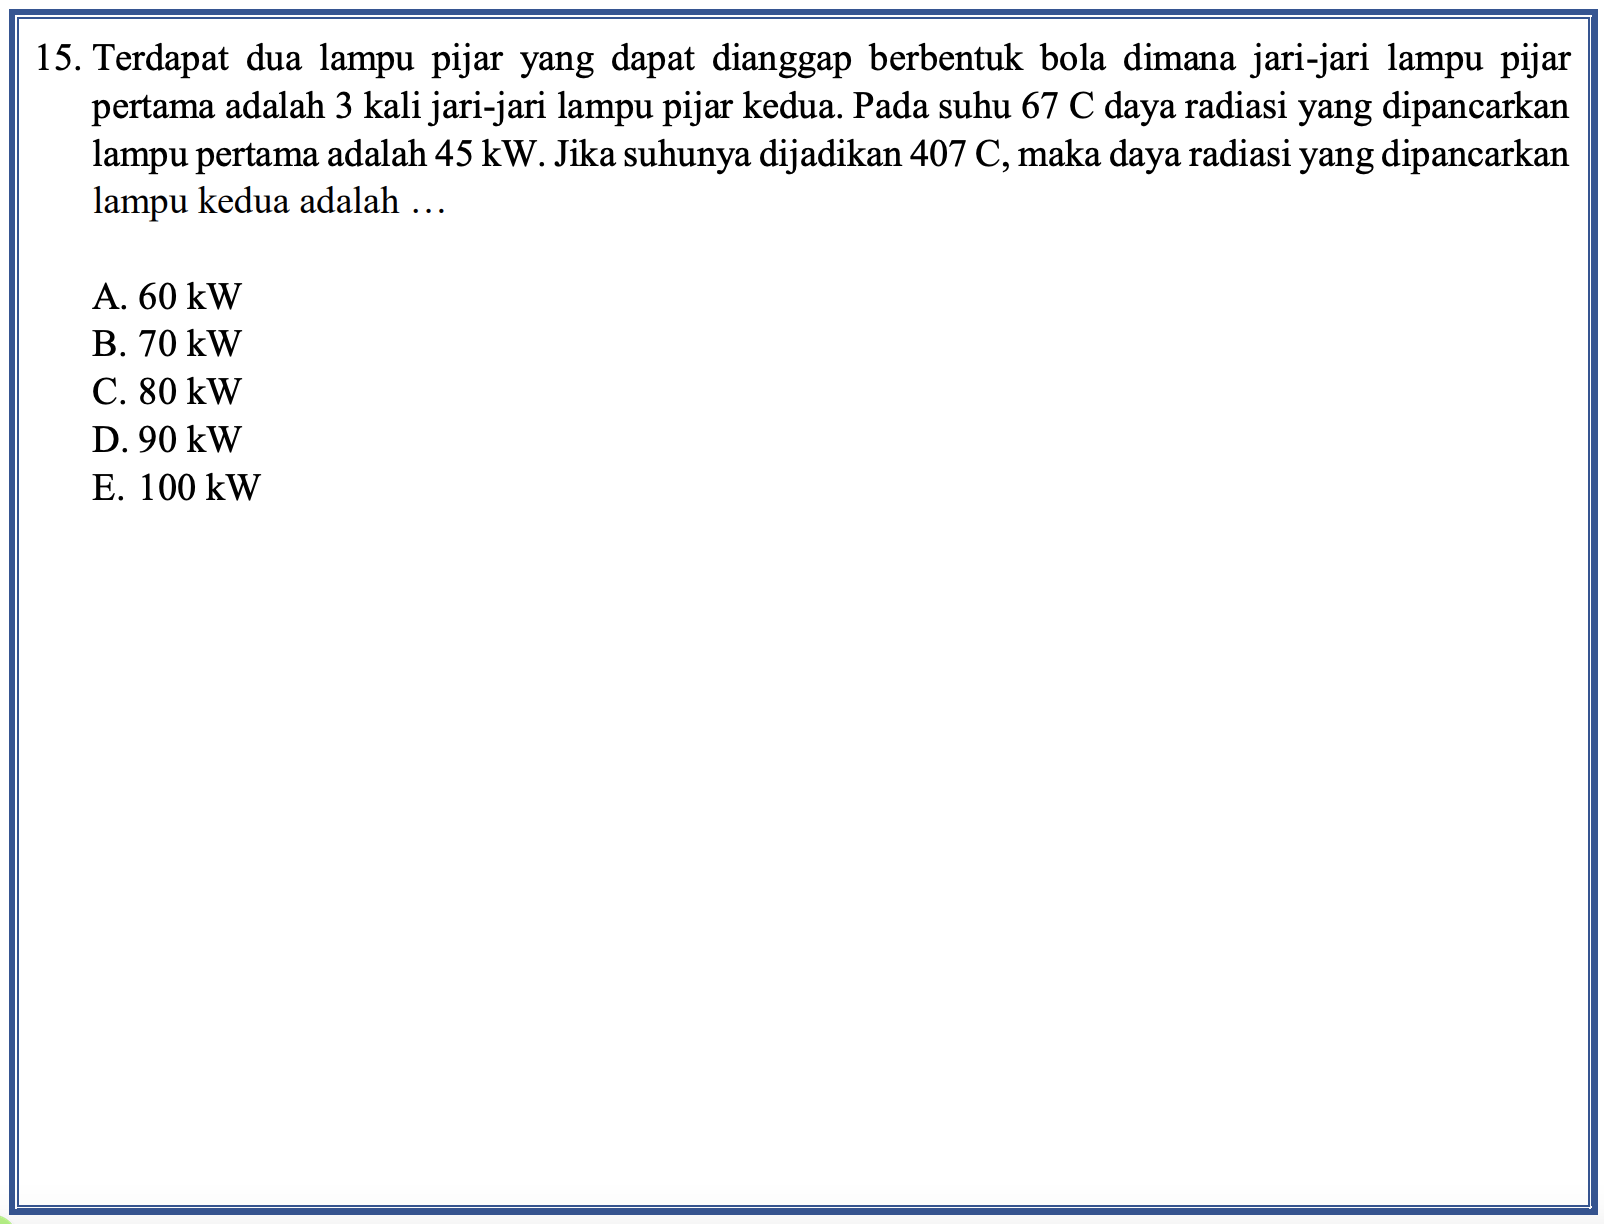 15. Terdapat dua lampu pijar yang dapat dianggap berbentuk bola dimana jari-jari lampu pijar
pertama adalah 3 kali jari-jari lampu pijar kedua. Pada suhu 67 C daya radiasi yang dipancarkan
lampu pertama adalah 45 kW. Jika suhunya dijadikan 407 C, maka daya radiasi yang dipancarkan
lampu kedua adalah …
A. 60 kW
B. 70 kW
C. 80 kW
D. 90 kW
E. 100 kW